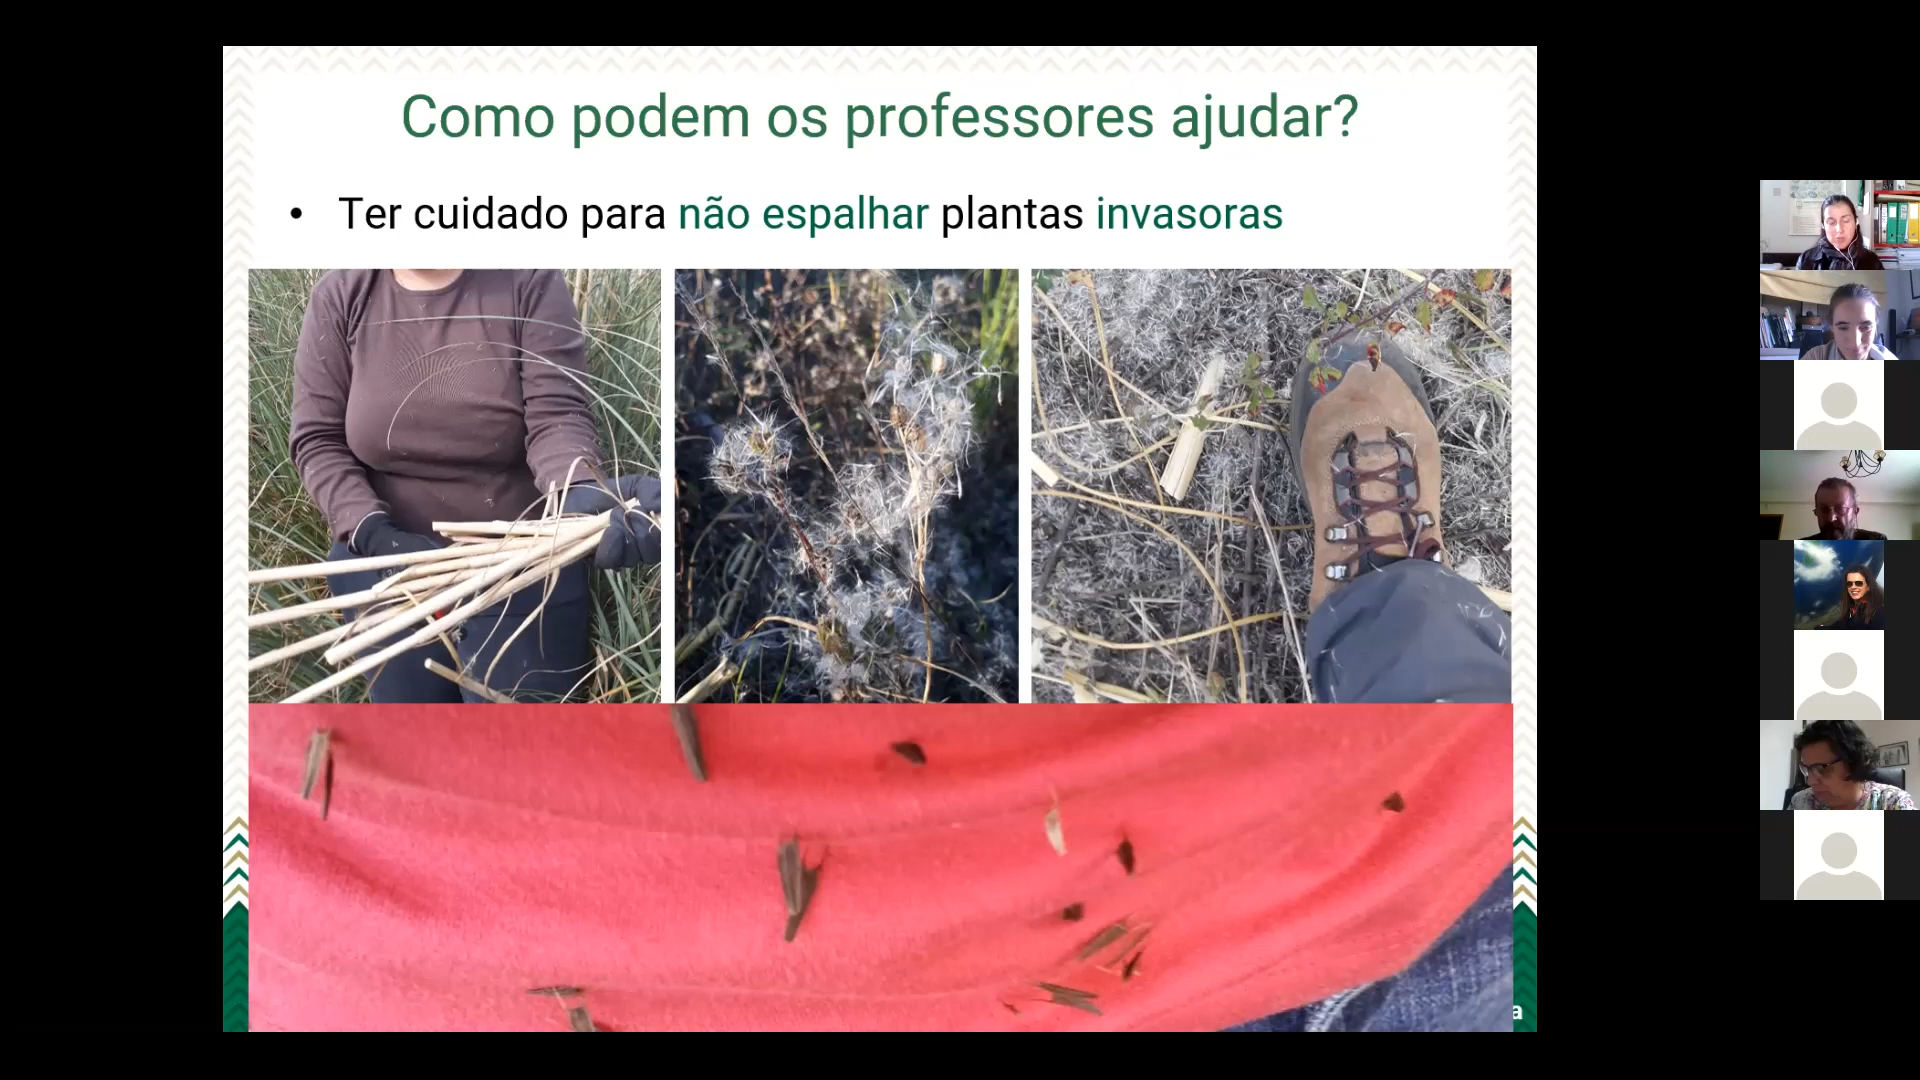 Como podem os professores ajudar?
• Ter cuidado para não espalhar plantas invasoras
a